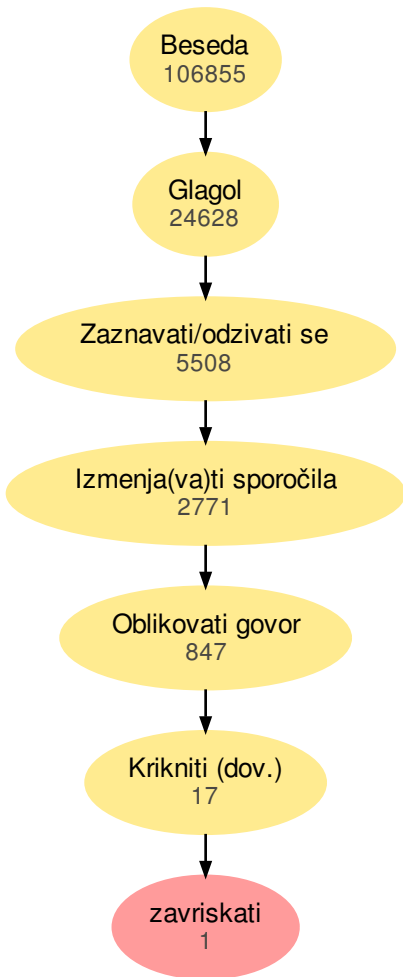 Beseda
106855
Glagol
24628
Zaznavati/odzivati se
5508
Izmenja(va)ti sporočila
2771
Oblikovati govor
847
Krikniti (dov.)
17
zavriskati
1